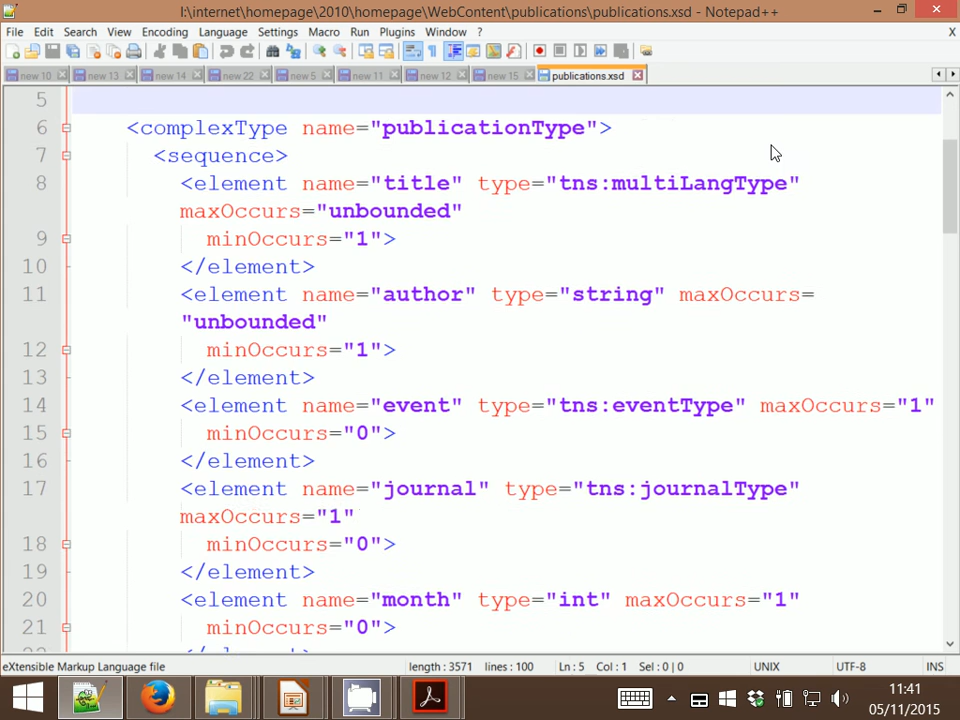 I:\internet\homepage\2010\homepage\WebContent\publications\publications.xsd - Notepad++
File Edit Search View Encoding Language Settings Macro Run Plugins Window ? X
new 10 new 13 new 14 new 22 new 5 new 11 new 12 new 15 publications.xsd
5
6 <complexType name="publicationType">
7 <sequence>
8 <element name="title" type="tns:multiLangType"
maxOccurs="unbounded"
9 minOccurs="1">
10 </element>
11 <element name="author" type="string" maxOccurs=
"unbounded"
12 minOccurs="1">
13 </element>
14 <element name="event" type="tns:eventType" maxOccurs="1"
15 minOccurs="0">
16 </element>
17 <element name="journal" type="tns:journalType"
maxOccurs="1"
18 minOccurs="0">
19 </element>
20 <element name="month" type="int" maxOccurs="1"
21 minOccurs="0">
eXtensible Markup Language file length : 3571 lines : 100 Ln : 5 Col : 1 Sel : 0 | 0 UNIX UTF-8 INS
11:41
05/11/2015